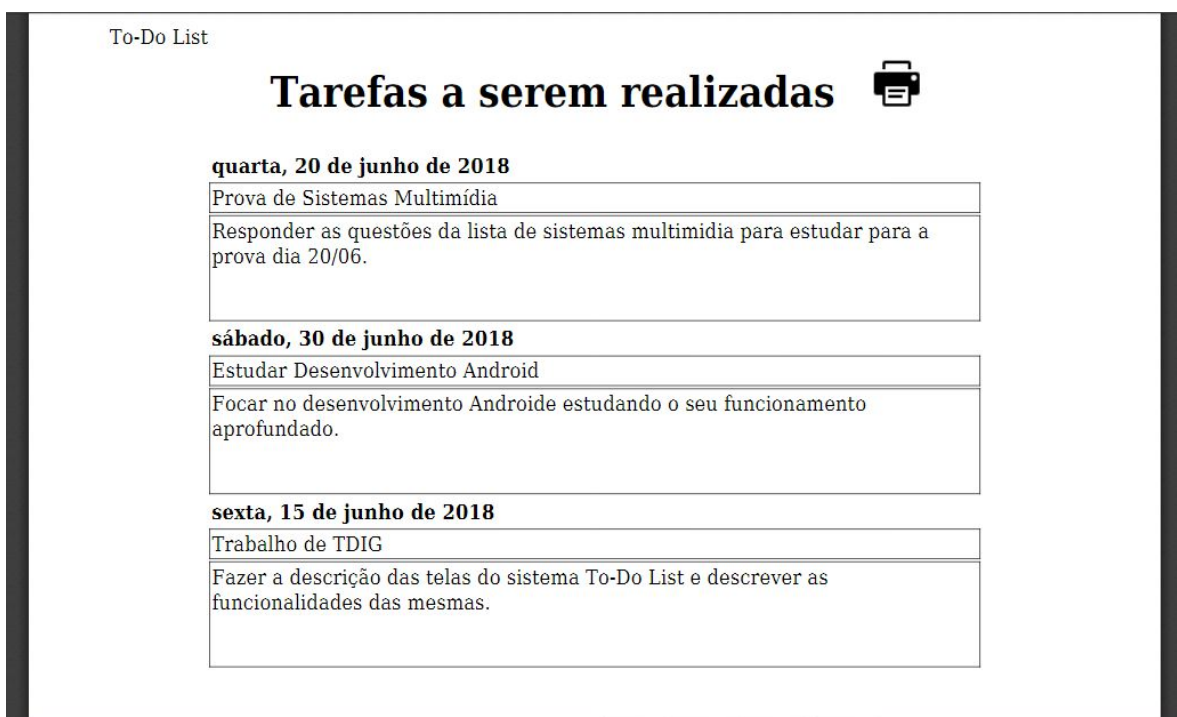 To-Do List
Tarefas a serem realizadas
quarta, 20 de junho de 2018
Prova de Sistemas Multimídia
Responder as questões da lista de sistemas multimidia para estudar para a
prova dia 20/06.
sábado, 30 de junho de 2018
Estudar Desenvolvimento Android
Focar no desenvolvimento Androide estudando o seu funcionamento
aprofundado.
sexta, 15 de junho de 2018
Trabalho de TDIG
Fazer a descrição das telas do sistema To-Do List e descrever as
funcionalidades das mesmas.